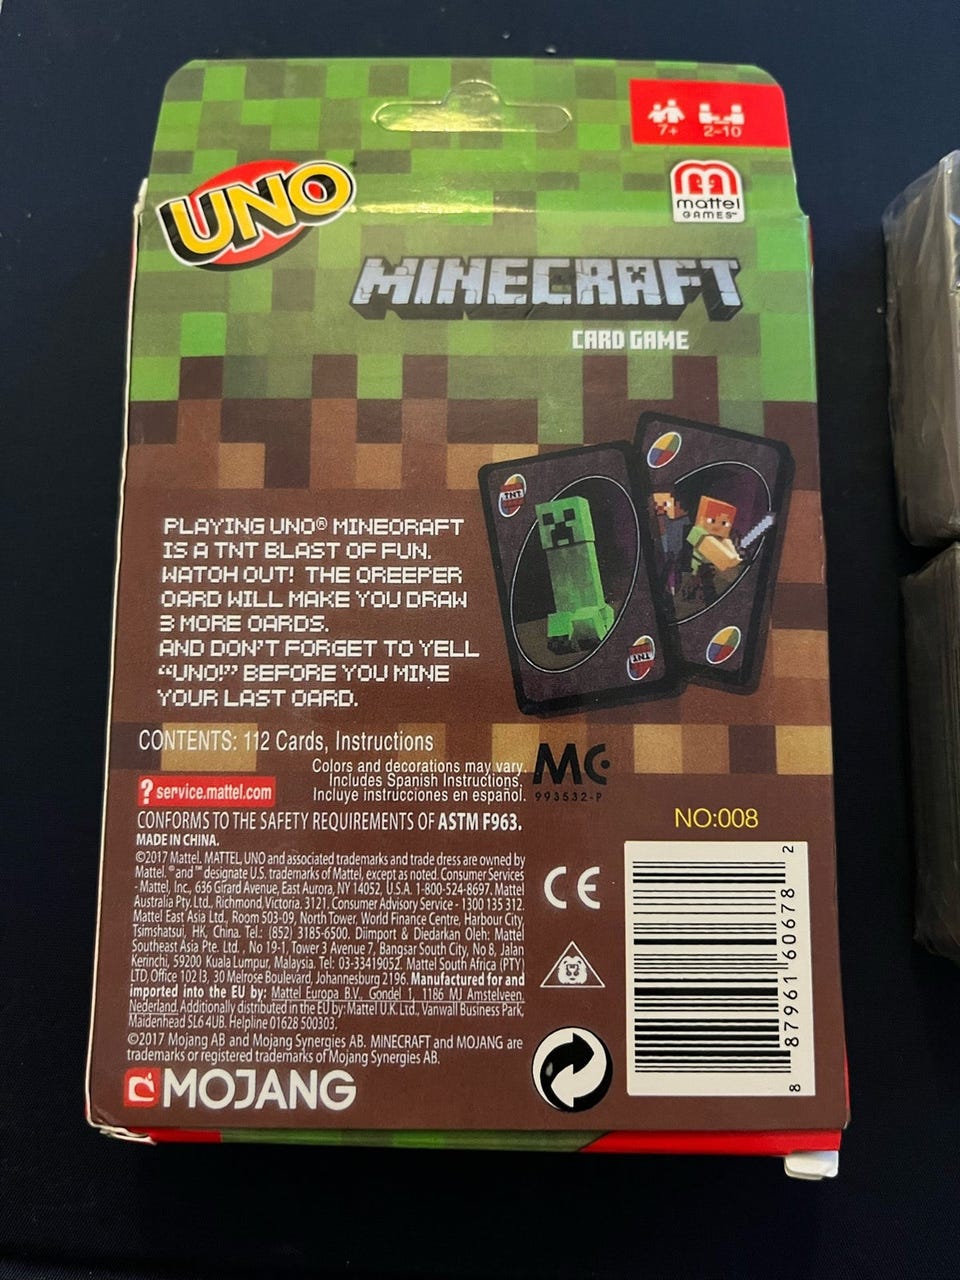 7+
2-10
UNO
mattel
GAMES™
MINECRAFT
CARD GAME
TNT
PLAYING UNO® MINECRAFT
IS A TNT BLAST OF FUN.
WATCH OUT! THE CREEPER
CARD WILL MAKE YOU DRAW
3 MORE CARDS.
AND DON'T FORGET TO YELL
“UNO!” BEFORE YOU MINE
YOUR LAST CARD.
TNT
CONTENTS: 112 Cards, Instructions
Colors and decorations may vary.
Includes Spanish Instructions.
Incluye instrucciones en español.
MC
993532-P
? service.mattel.com
CONFORMS TO THE SAFETY REQUIREMENTS OF ASTM F963.
MADE IN CHINA.
NO:008
©2017 Mattel. MATTEL, UNO and associated trademarks and trade dress are owned by
Mattel. ® and ™ designate U.S. trademarks of Mattel, except as noted. Consumer Services
- Mattel, Inc., 636 Girard Avenue, East Aurora, NY 14052, U.S.A. 1-800-524-8697. Mattel
Australia Pty. Ltd., Richmond, Victoria. 3121. Consumer Advisory Service - 1300 135 312.
Mattel East Asia Ltd., Room 503-09, North Tower, World Finance Centre, Harbour City,
Tsimshatsui, HK, China. Tel.: (852) 3185-6500. Diimport & Diedarkan Oleh: Mattel
Southeast Asia Pte. Ltd. , No 19-1, Tower 3 Avenue 7, Bangsar South City, No 8, Jalan
Kerinchi, 59200 Kuala Lumpur, Malaysia. Tel: 03-33419052. Mattel South Africa (PTY)
LTD, Office 102 I3, 30 Melrose Boulevard, Johannesburg 2196. Manufactured for and
imported into the EU by: Mattel Europa B.V., Gondel 1, 1186 MJ Amstelveen,
Nederland. Additionally distributed in the EU by: Mattel U.K. Ltd., Vanwall Business Park,
Maidenhead SL6 4UB. Helpline 01628 500303.
©2017 Mojang AB and Mojang Synergies AB. MINECRAFT and MOJANG are
trademarks or registered trademarks of Mojang Synergies AB.
CE
MOJANG
8 87961 60678 2